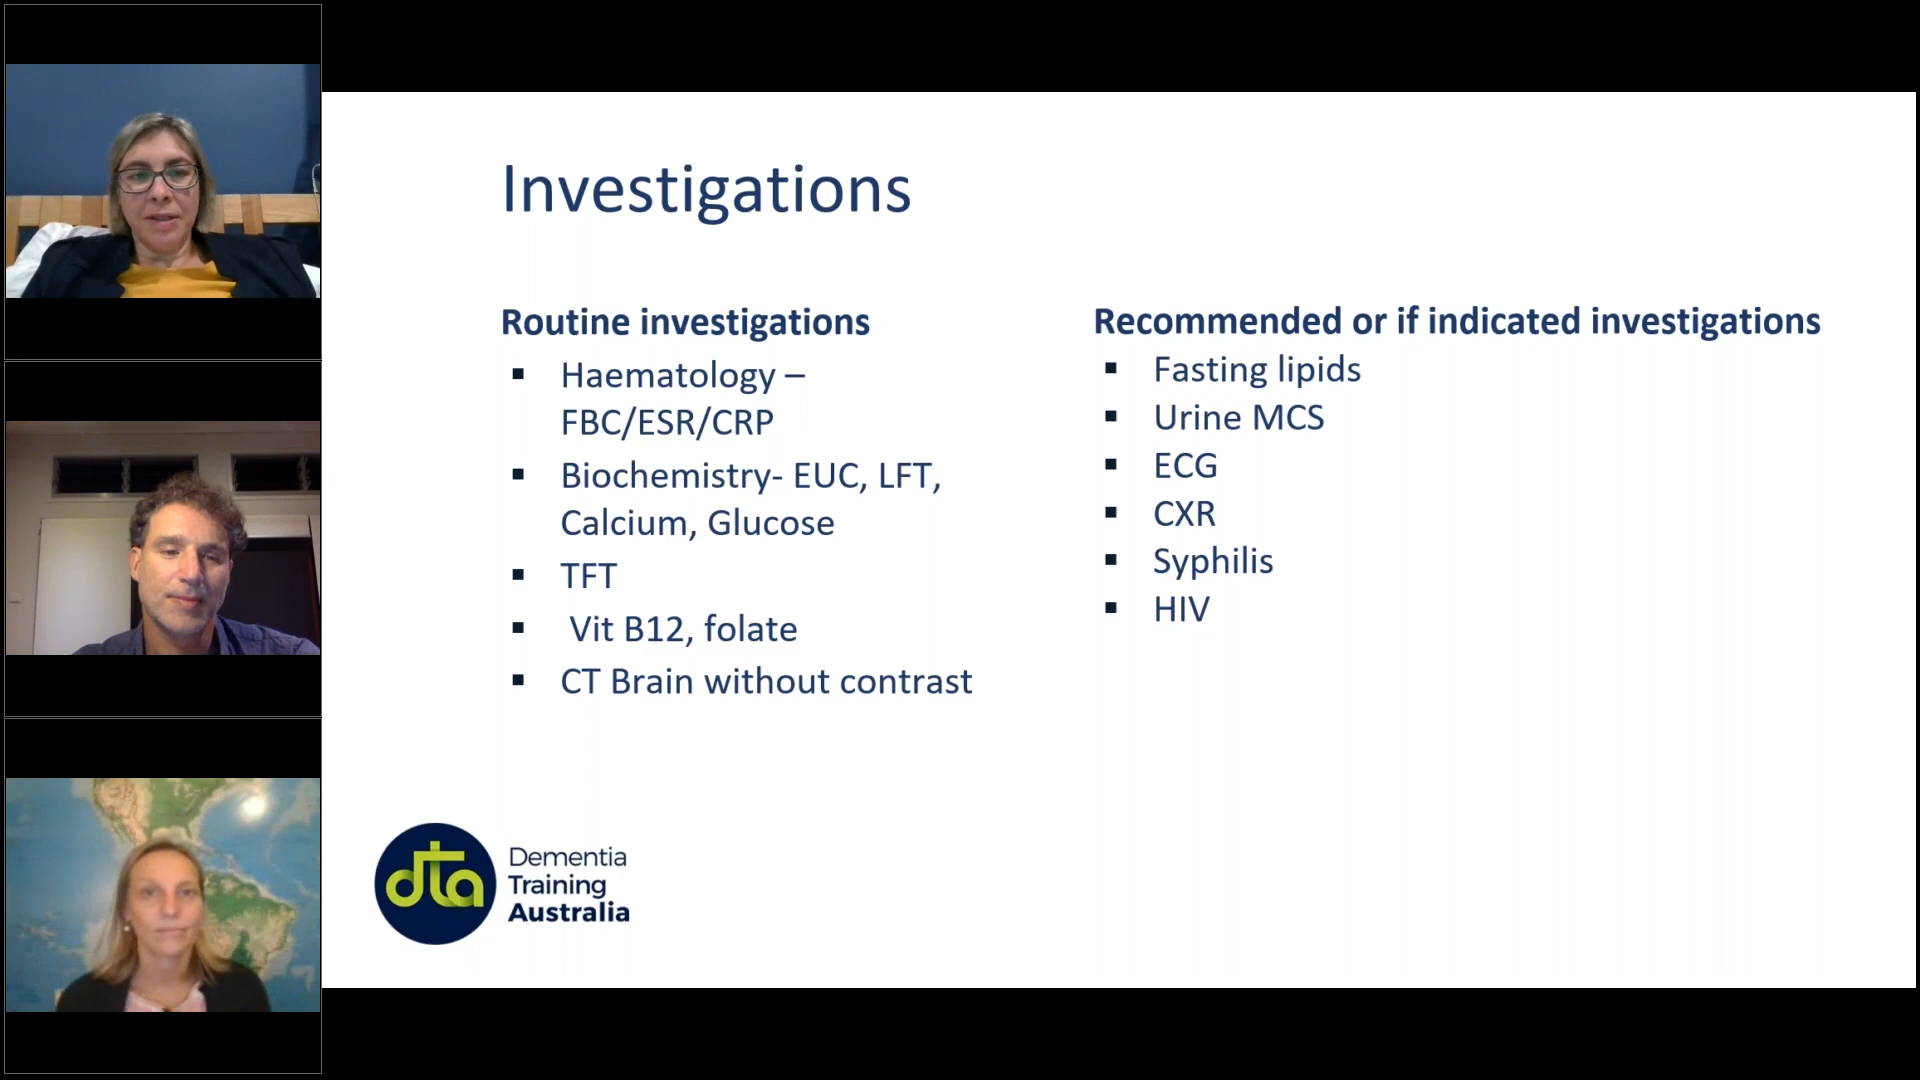 Investigations
Routine investigations
▪ Haematology –
FBC/ESR/CRP
▪ Biochemistry- EUC, LFT,
Calcium, Glucose
▪ TFT
▪ Vit B12, folate
▪ CT Brain without contrast
Recommended or if indicated investigations
▪ Fasting lipids
▪ Urine MCS
▪ ECG
▪ CXR
▪ Syphilis
▪ HIV
dta
Dementia
Training
Australia